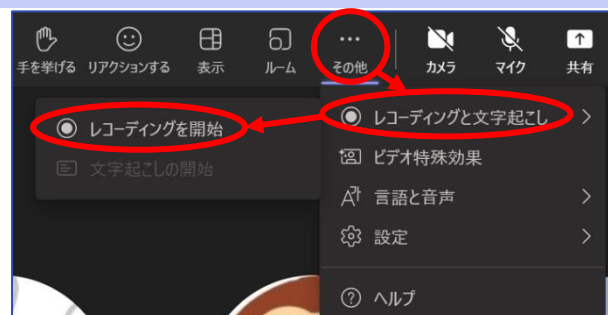 手を挙げる リアクションする 表示 ルーム その他 カメラ マイク 共有
レコーディングと文字起こし
レコーディングを開始
ビデオ特殊効果
文字起こしの開始
言語と音声
設定
ヘルプ